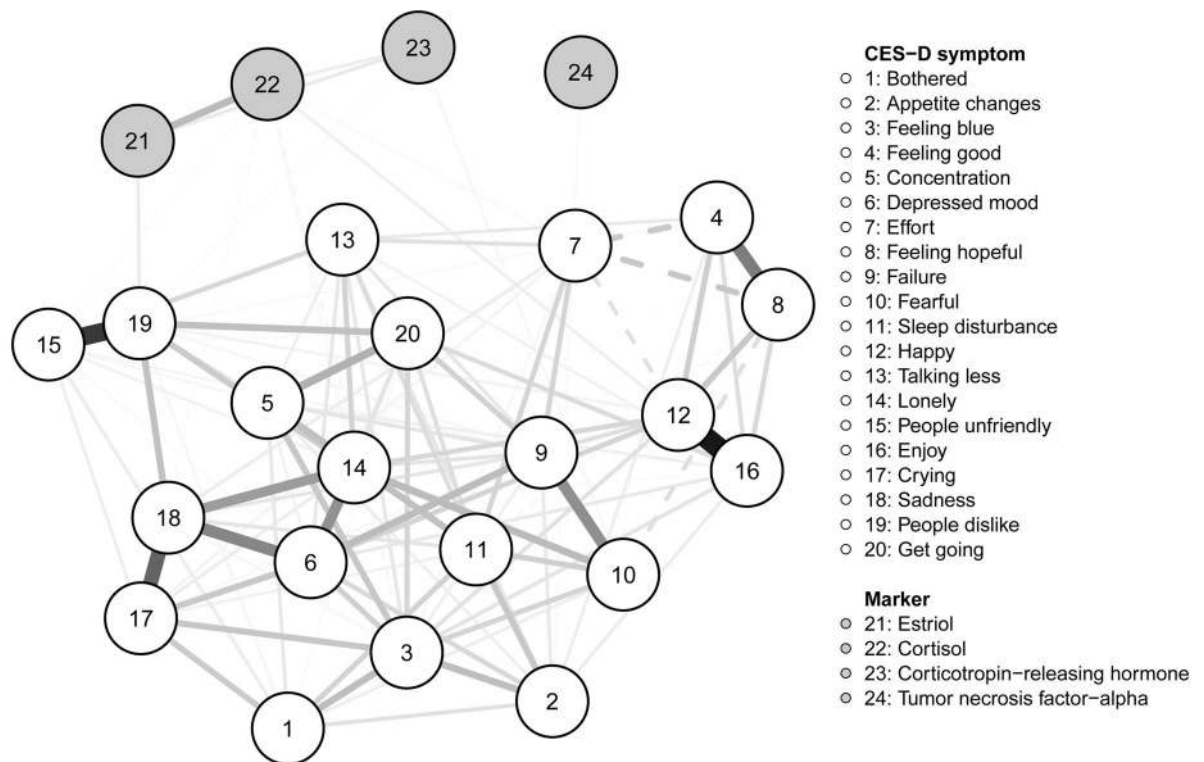 23
22
24
21
CES−D symptom
1: Bothered
2: Appetite changes
3: Feeling blue
4: Feeling good
5: Concentration
6: Depressed mood
7: Effort
8: Feeling hopeful
9: Failure
10: Fearful
11: Sleep disturbance
12: Happy
13: Talking less
14: Lonely
15: People unfriendly
16: Enjoy
17: Crying
18: Sadness
19: People dislike
20: Get going
Marker
21: Estriol
22: Cortisol
23: Corticotropin−releasing hormone
24: Tumor necrosis factor−alpha
4
13
7
8
19
15
20
5
12
9
14
16
18
11
6
10
17
3
2
1